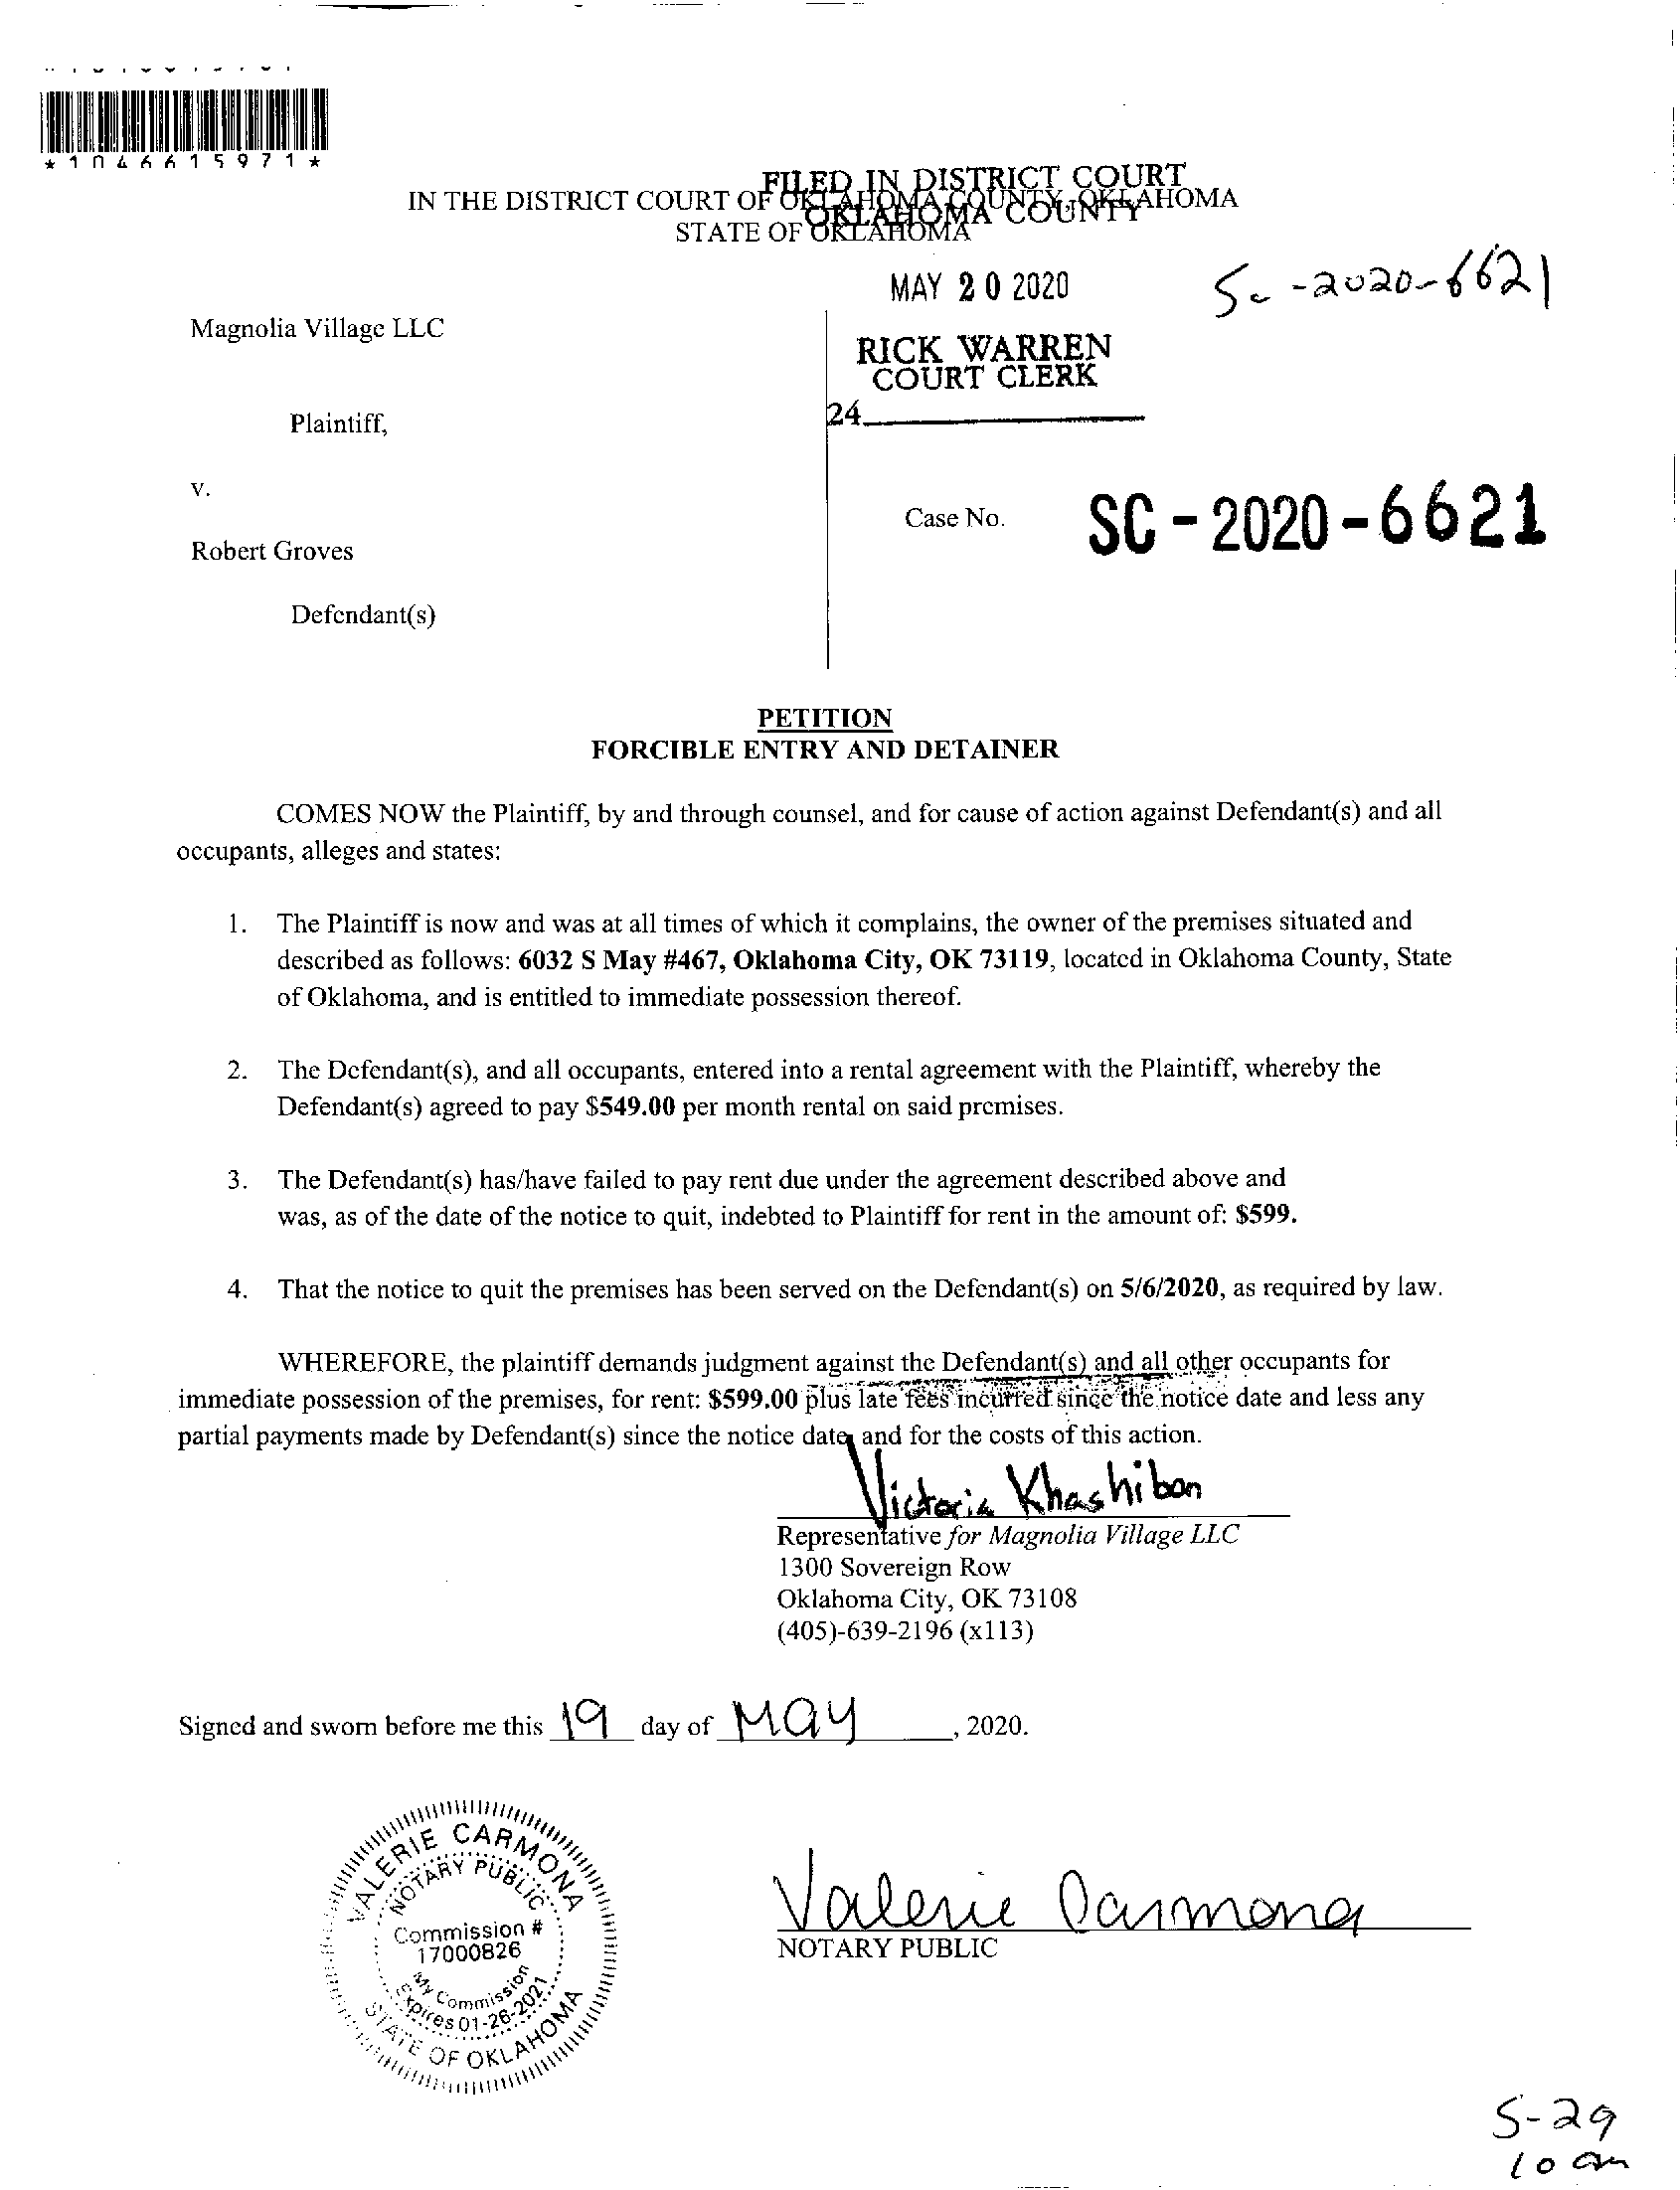 *1046615971*
FILED IN DISTRICT COURT
OKLAHOMA COUNTY
IN THE DISTRICT COURT OF OKLAHOMA COUNTY, OKLAHOMA
STATE OF OKLAHOMA
MAY 20 2020
SC-2020-6621
Magnolia Village LLC
RICK WARREN
COURT CLERK
24
Plaintiff,
v.
Case No. SC-2020-6621
Robert Groves
Defendant(s)
PETITION
FORCIBLE ENTRY AND DETAINER
COMES NOW the Plaintiff, by and through counsel, and for cause of action against Defendant(s) and all
occupants, alleges and states:
1. The Plaintiff is now and was at all times of which it complains, the owner of the premises situated and
described as follows: 6032 S May #467, Oklahoma City, OK 73119, located in Oklahoma County, State
of Oklahoma, and is entitled to immediate possession thereof.
2. The Defendant(s), and all occupants, entered into a rental agreement with the Plaintiff, whereby the
Defendant(s) agreed to pay $549.00 per month rental on said premises.
3. The Defendant(s) has/have failed to pay rent due under the agreement described above and
was, as of the date of the notice to quit, indebted to Plaintiff for rent in the amount of: $599.
4. That the notice to quit the premises has been served on the Defendant(s) on 5/6/2020, as required by law.
WHEREFORE, the plaintiff demands judgment against the Defendant(s) and all other occupants for
immediate possession of the premises, for rent: $599.00 plus late fees incurred since the notice date and less any
partial payments made by Defendant(s) since the notice date, and for the costs of this action.
Victoria Khashibon
Representative for Magnolia Village LLC
1300 Sovereign Row
Oklahoma City, OK 73108
(405)-639-2196 (x113)
Signed and sworn before me this 19 day of MAY, 2020.
VALERIE CARMONA
NOTARY PUBLIC
Commission #
17000826
My Commission
Expires 01-26-2021
STATE OF OKLAHOMA
Valerie Carmona
NOTARY PUBLIC
5-29
10 am